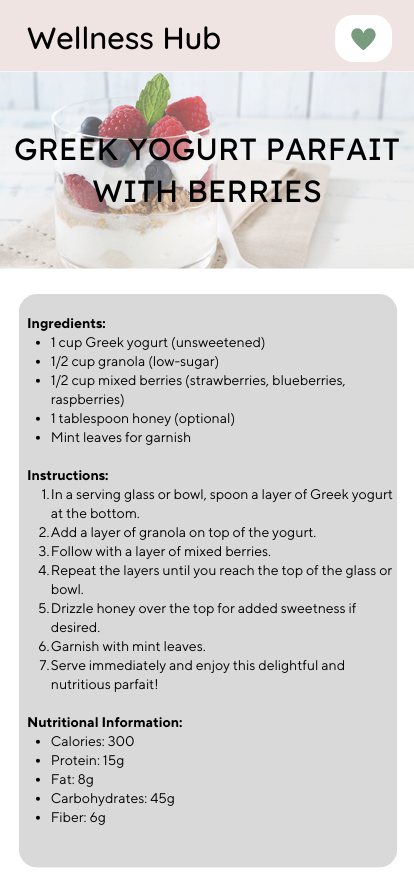 Wellness Hub
GREEK YOGURT PARFAIT
WITH BERRIES
Ingredients:
• 1 cup Greek yogurt (unsweetened)
• 1/2 cup granola (low-sugar)
• 1/2 cup mixed berries (strawberries, blueberries,
raspberries)
• 1 tablespoon honey (optional)
• Mint leaves for garnish
Instructions:
1. In a serving glass or bowl, spoon a layer of Greek yogurt
at the bottom.
2. Add a layer of granola on top of the yogurt.
3. Follow with a layer of mixed berries.
4. Repeat the layers until you reach the top of the glass or
bowl.
5. Drizzle honey over the top for added sweetness if
desired.
6. Garnish with mint leaves.
7. Serve immediately and enjoy this delightful and
nutritious parfait!
Nutritional Information:
• Calories: 300
• Protein: 15g
• Fat: 8g
• Carbohydrates: 45g
• Fiber: 6g